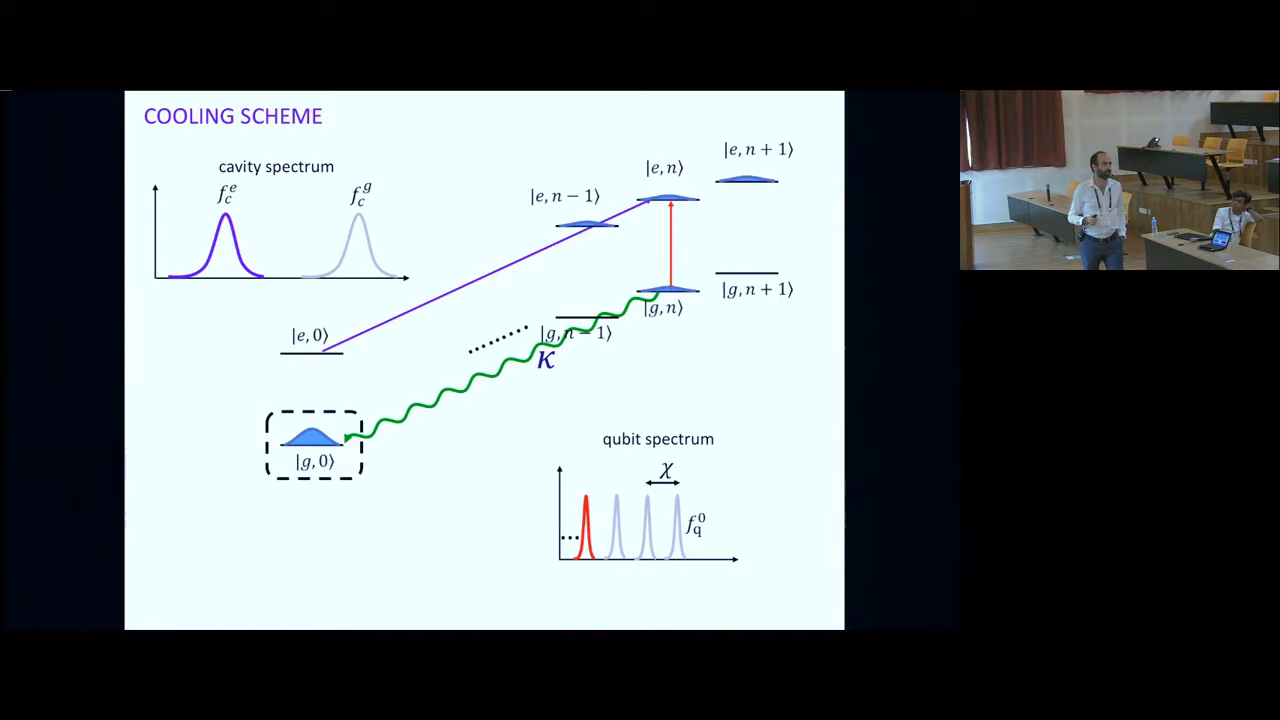 COOLING SCHEME
cavity spectrum
f_c^e
f_c^g
|e, n + 1⟩
|e, n⟩
|e, n − 1⟩
|g, n + 1⟩
|g, n⟩
|g, n − 1⟩
|e, 0⟩
κ
|g, 0⟩
qubit spectrum
χ
f_q^0
...